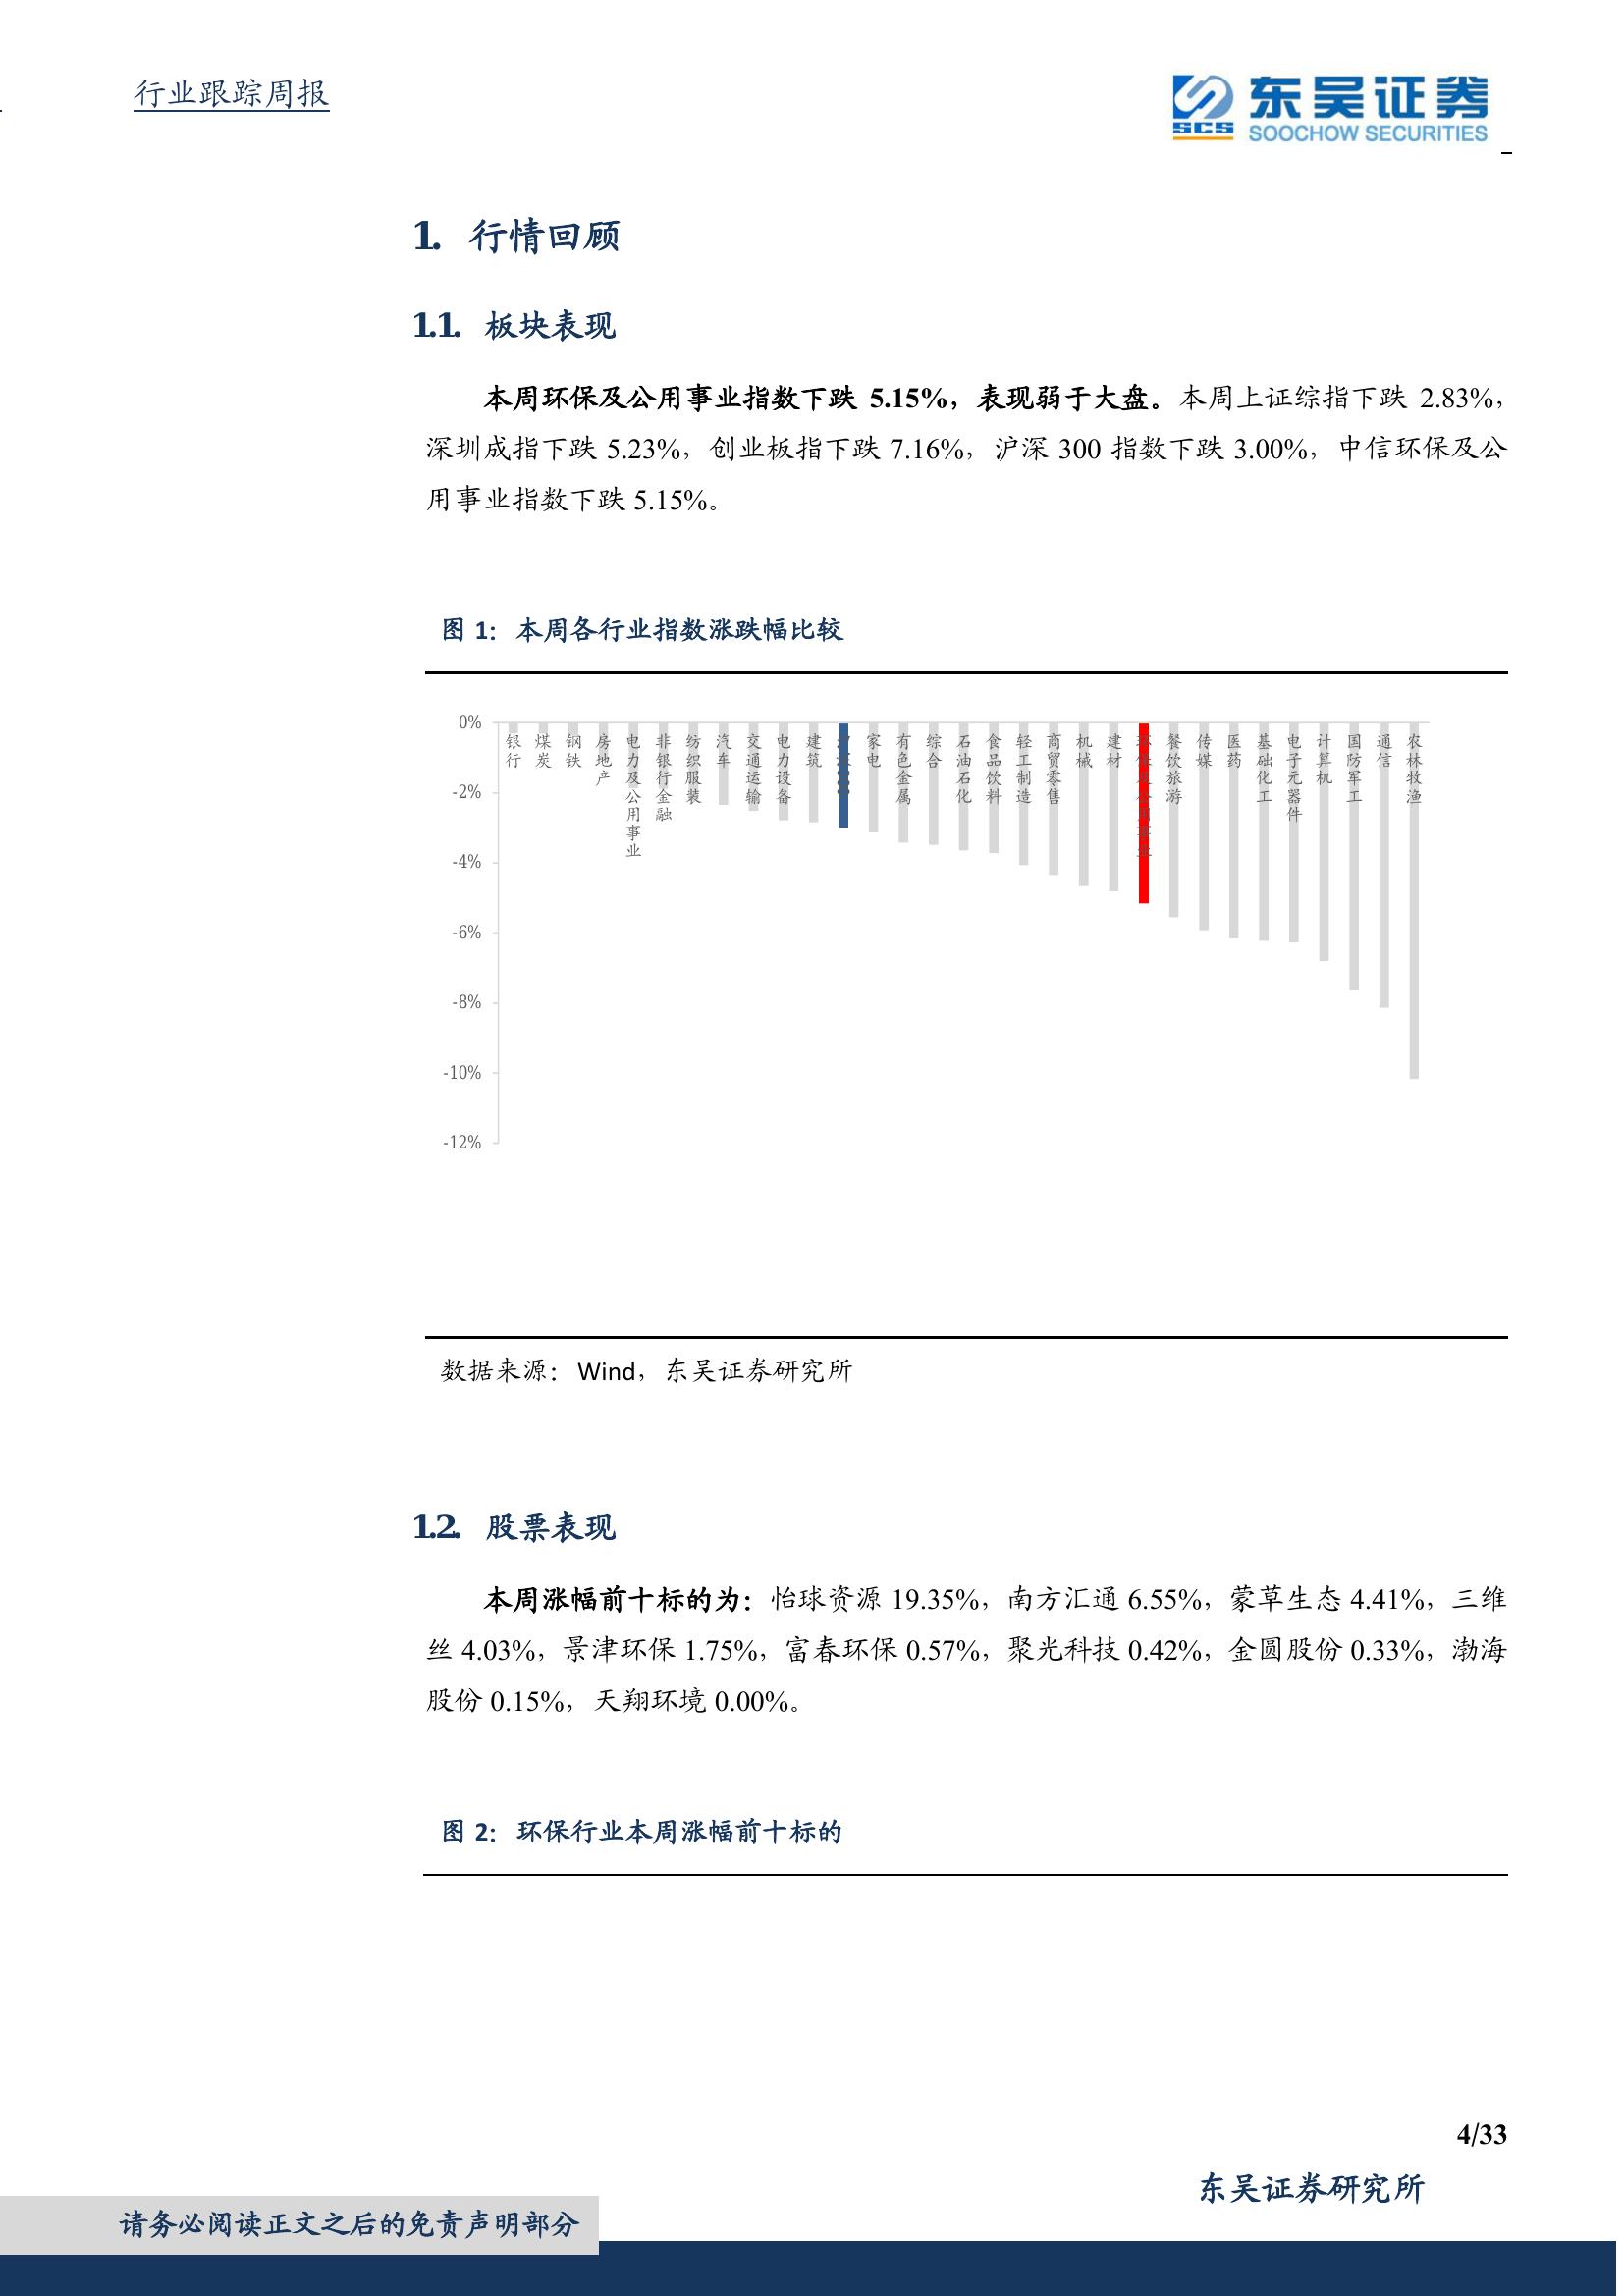 行业跟踪周报
SCS
东吴证券
SOOCHOW SECURITIES
1. 行情回顾
1.1. 板块表现
本周环保及公用事业指数下跌 5.15%，表现弱于大盘。本周上证综指下跌 2.83%，
深圳成指下跌 5.23%，创业板指下跌 7.16%，沪深 300 指数下跌 3.00%，中信环保及公
用事业指数下跌 5.15%。
图 1：本周各行业指数涨跌幅比较
0%
-2%
-4%
-6%
-8%
-10%
-12%
银行
煤炭
钢铁
房地产
电力及公用事业
非银行金融
纺织服装
汽车
交通运输
电力设备
建筑
家电
有色金属
综合
石油石化
食品饮料
轻工制造
商贸零售
机械
建材
环保及公用事业
餐饮旅游
传媒
医药
基础化工
电子元器件
计算机
国防军工
通信
农林牧渔
数据来源：Wind，东吴证券研究所
1.2. 股票表现
本周涨幅前十标的为：怡球资源 19.35%，南方汇通 6.55%，蒙草生态 4.41%，三维
丝 4.03%，景津环保 1.75%，富春环保 0.57%，聚光科技 0.42%，金圆股份 0.33%，渤海
股份 0.15%，天翔环境 0.00%。
图 2：环保行业本周涨幅前十标的
4/33
东吴证券研究所
请务必阅读正文之后的免责声明部分